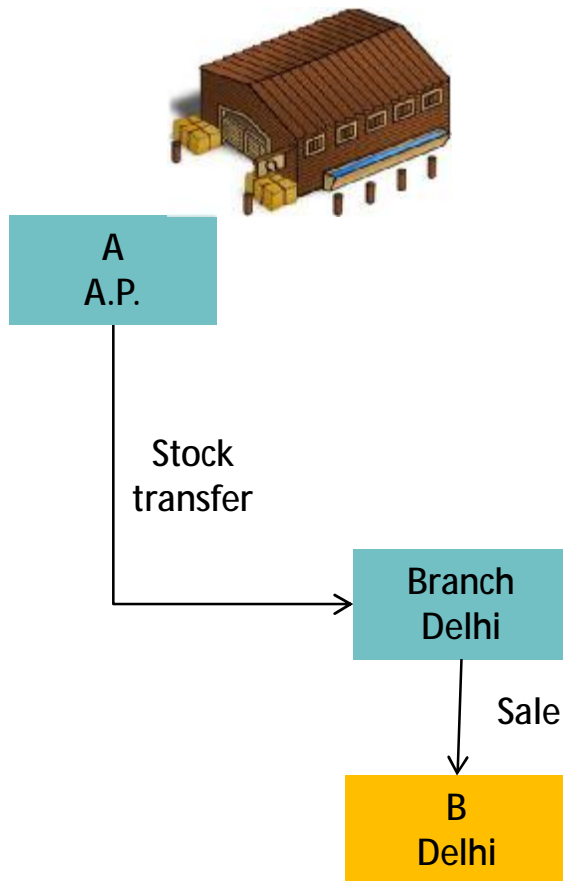 A
A.P.
Stock
transfer
Branch
Delhi
Sale
B
Delhi